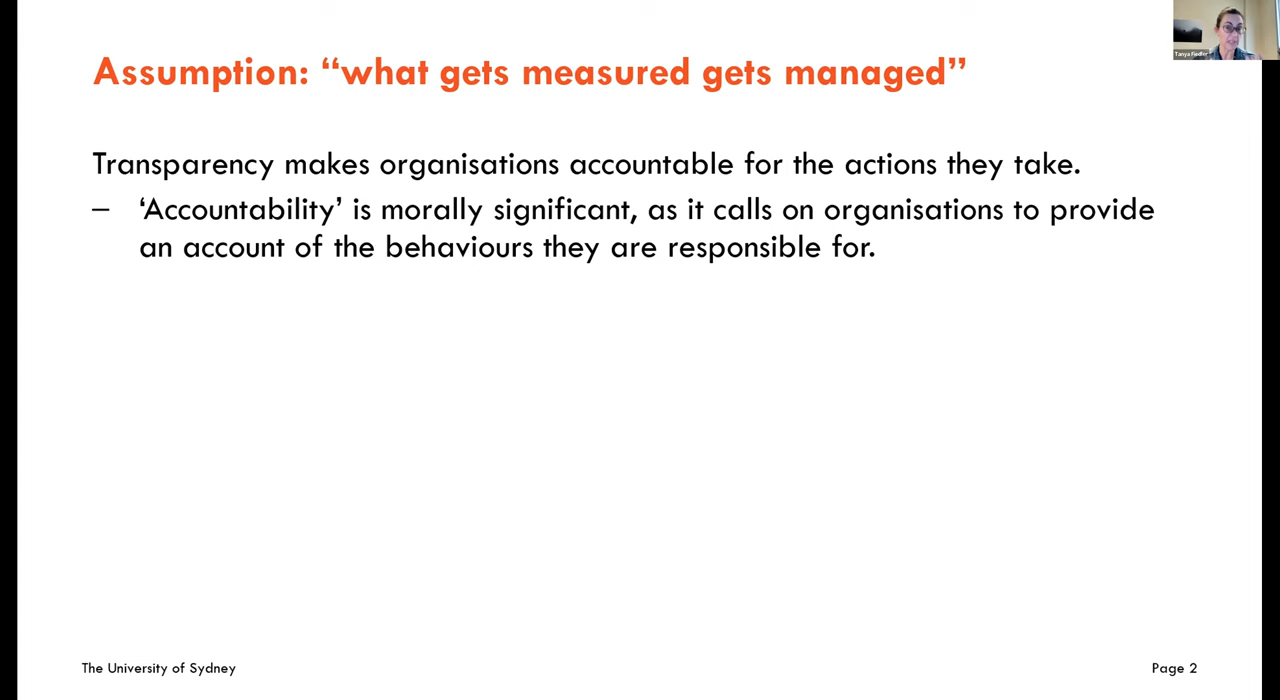 Assumption: “what gets measured gets managed”
Tanya Fiedler
Transparency makes organisations accountable for the actions they take.
– ‘Accountability’ is morally significant, as it calls on organisations to provide
an account of the behaviours they are responsible for.
The University of Sydney
Page 2